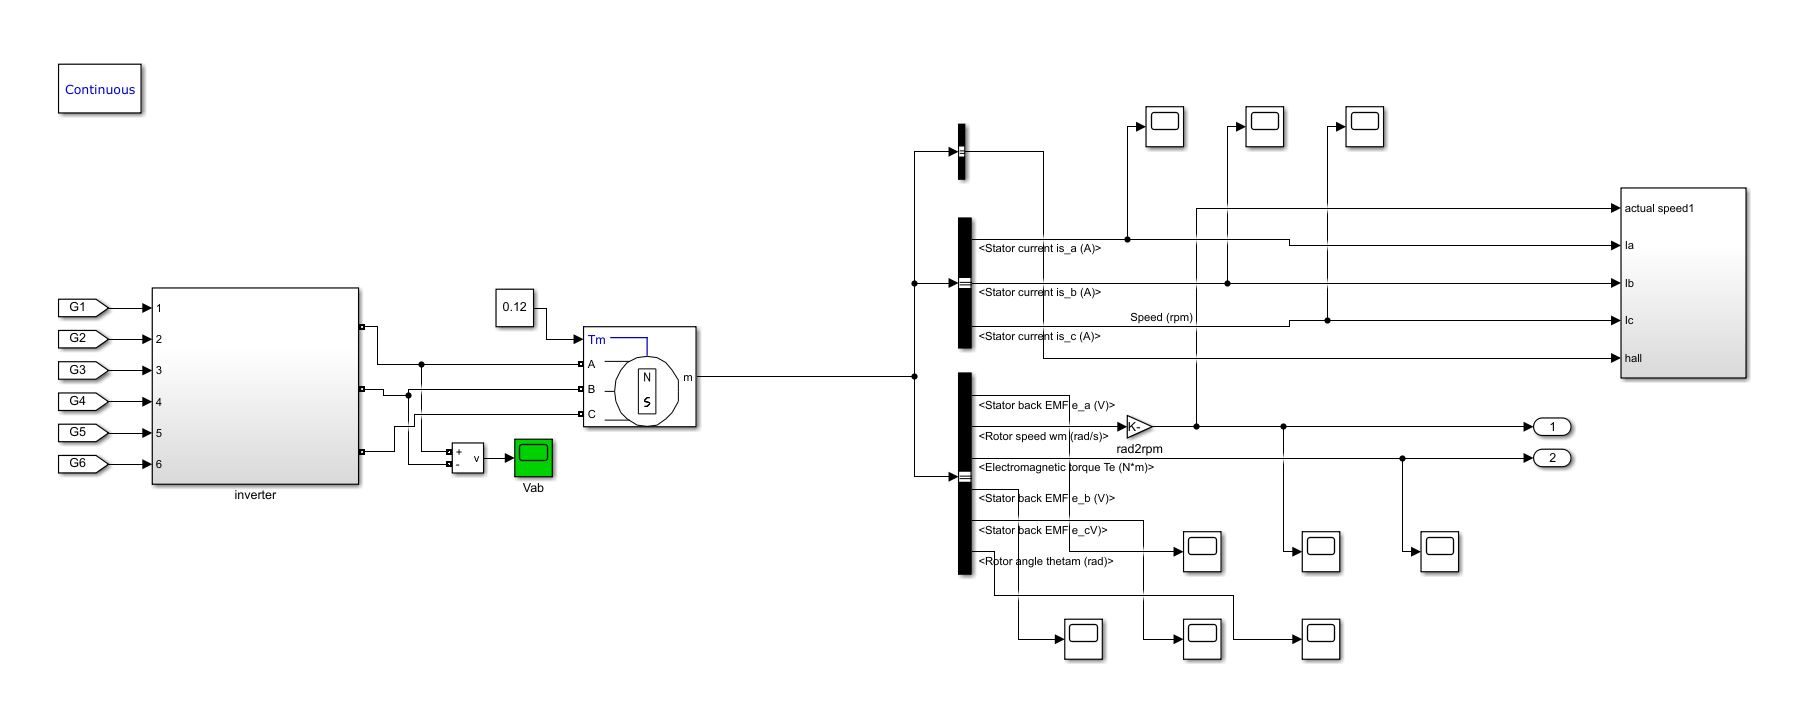 Continuous
G1
G2
G3
G4
G5
G6
1
2
3
4
5
6
inverter
0.12
Tm
A
B
C
N
S
m
+
-
v
Vab
<Stator current is_a (A)>
<Stator current is_b (A)>
Speed (rpm)
<Stator current is_c (A)>
<Stator back EMF e_a (V)>
<Rotor speed wm (rad/s)>
K-
rad2rpm
<Electromagnetic torque Te (N*m)>
<Stator back EMF e_b (V)>
<Stator back EMF e_cV)>
<Rotor angle thetam (rad)>
actual speed1
Ia
Ib
Ic
hall
1
2